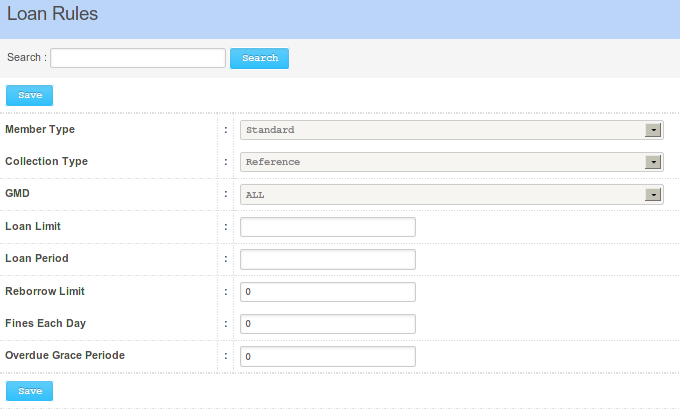 Loan Rules
Search : Search
Save
Member Type : Standard
Collection Type : Reference
GMD : ALL
Loan Limit :
Loan Period :
Reborrow Limit : 0
Fines Each Day : 0
Overdue Grace Periode : 0
Save